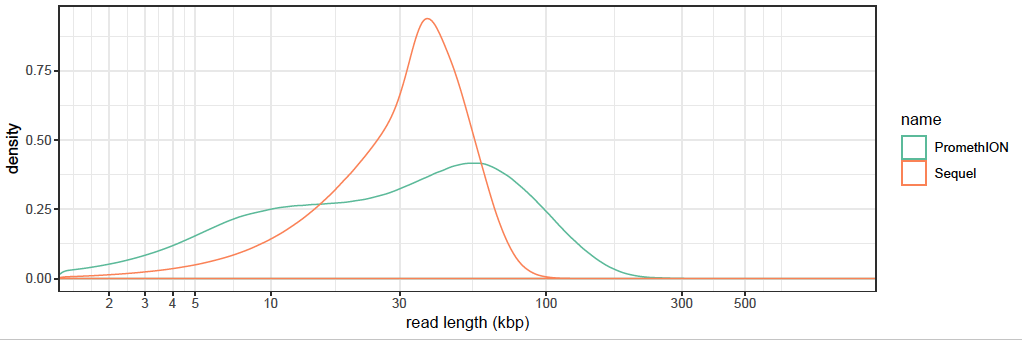 density
0.75
0.50
0.25
0.00
2 3 4 5 10 30 100 300 500
read length (kbp)
name
PromethION
Sequel